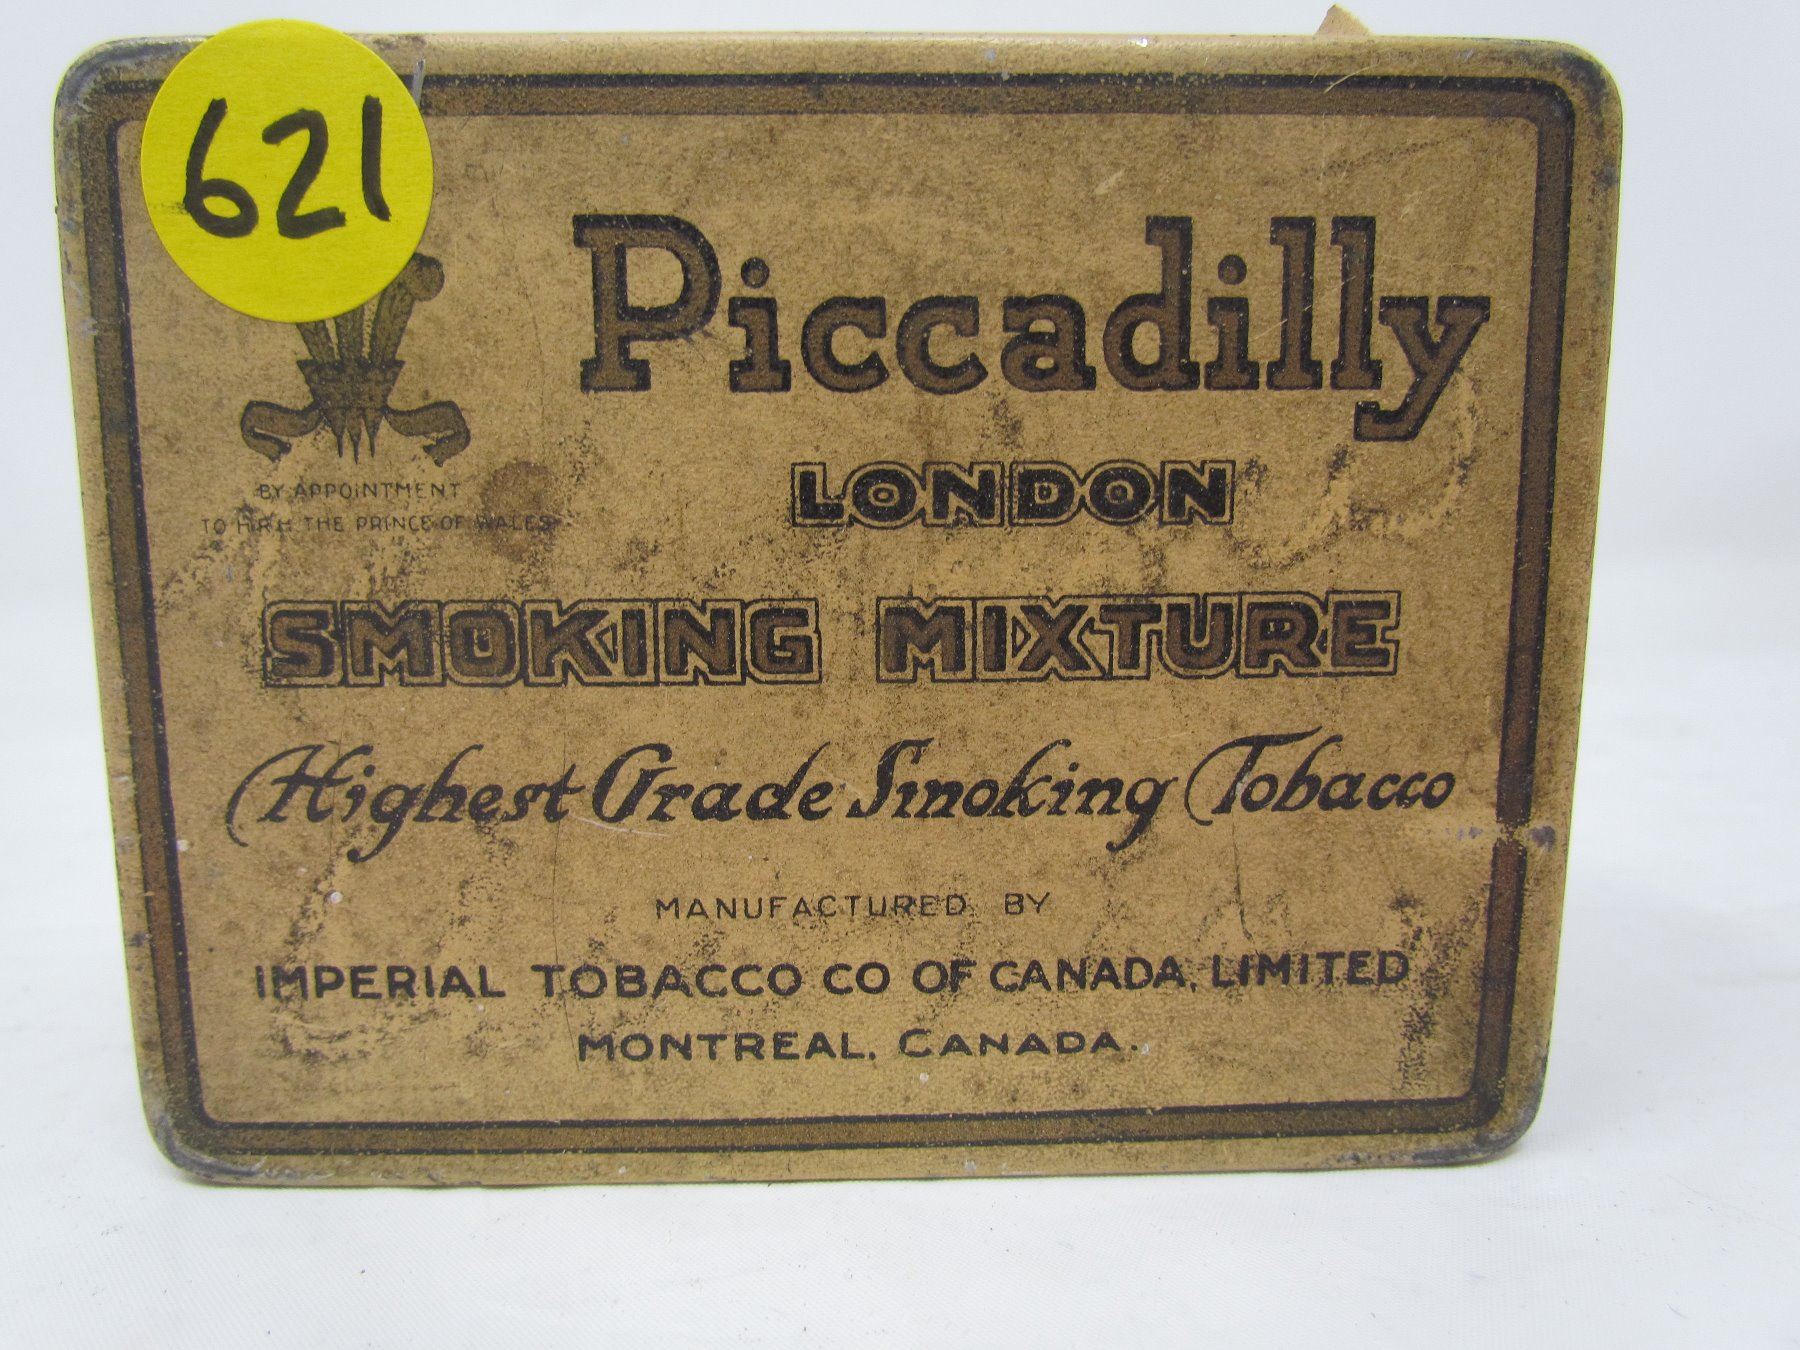 621
Piccadilly
LONDON
BY APPOINTMENT
TO H.R.H. THE PRINCE OF WALES
SMOKING MIXTURE
Highest Grade Smoking Tobacco
MANUFACTURED BY
IMPERIAL TOBACCO CO OF CANADA, LIMITED
MONTREAL, CANADA.